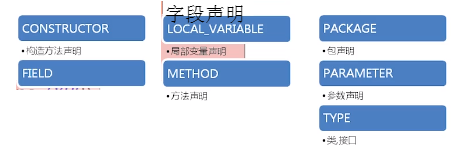 字段声明
CONSTRUCTOR
•构造方法声明
FIELD
LOCAL_VARIABLE
•局部变量声明
METHOD
•方法声明
PACKAGE
•包声明
PARAMETER
•参数声明
TYPE
•类,接口